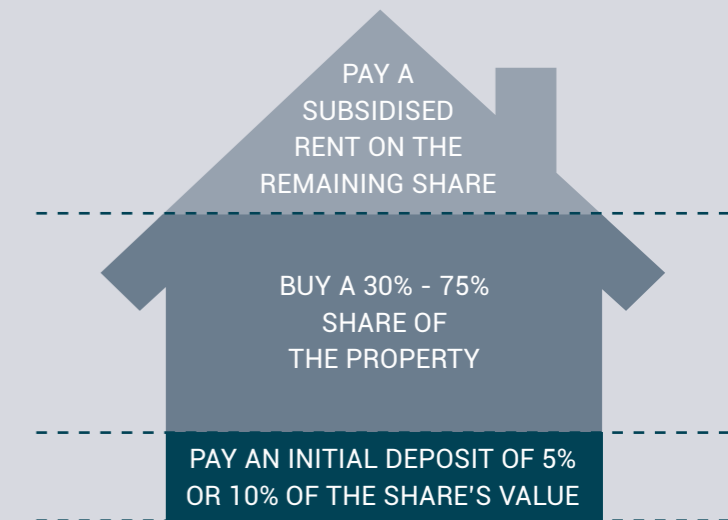 PAY A
SUBSIDISED
RENT ON THE
REMAINING SHARE
BUY A 30% - 75%
SHARE OF
THE PROPERTY
PAY AN INITIAL DEPOSIT OF 5%
OR 10% OF THE SHARE'S VALUE